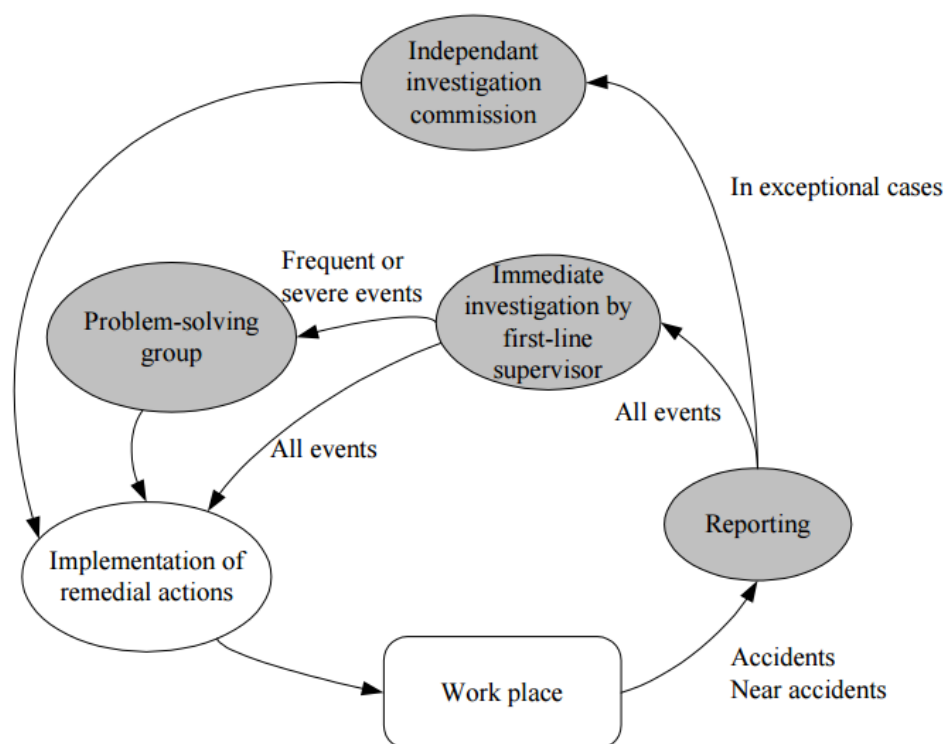 Independant
investigation
commission
In exceptional cases
Frequent or
severe events
Immediate
investigation by
first-line
supervisor
Problem-solving
group
All events
All events
Reporting
Implementation of
remedial actions
Work place
Accidents
Near accidents